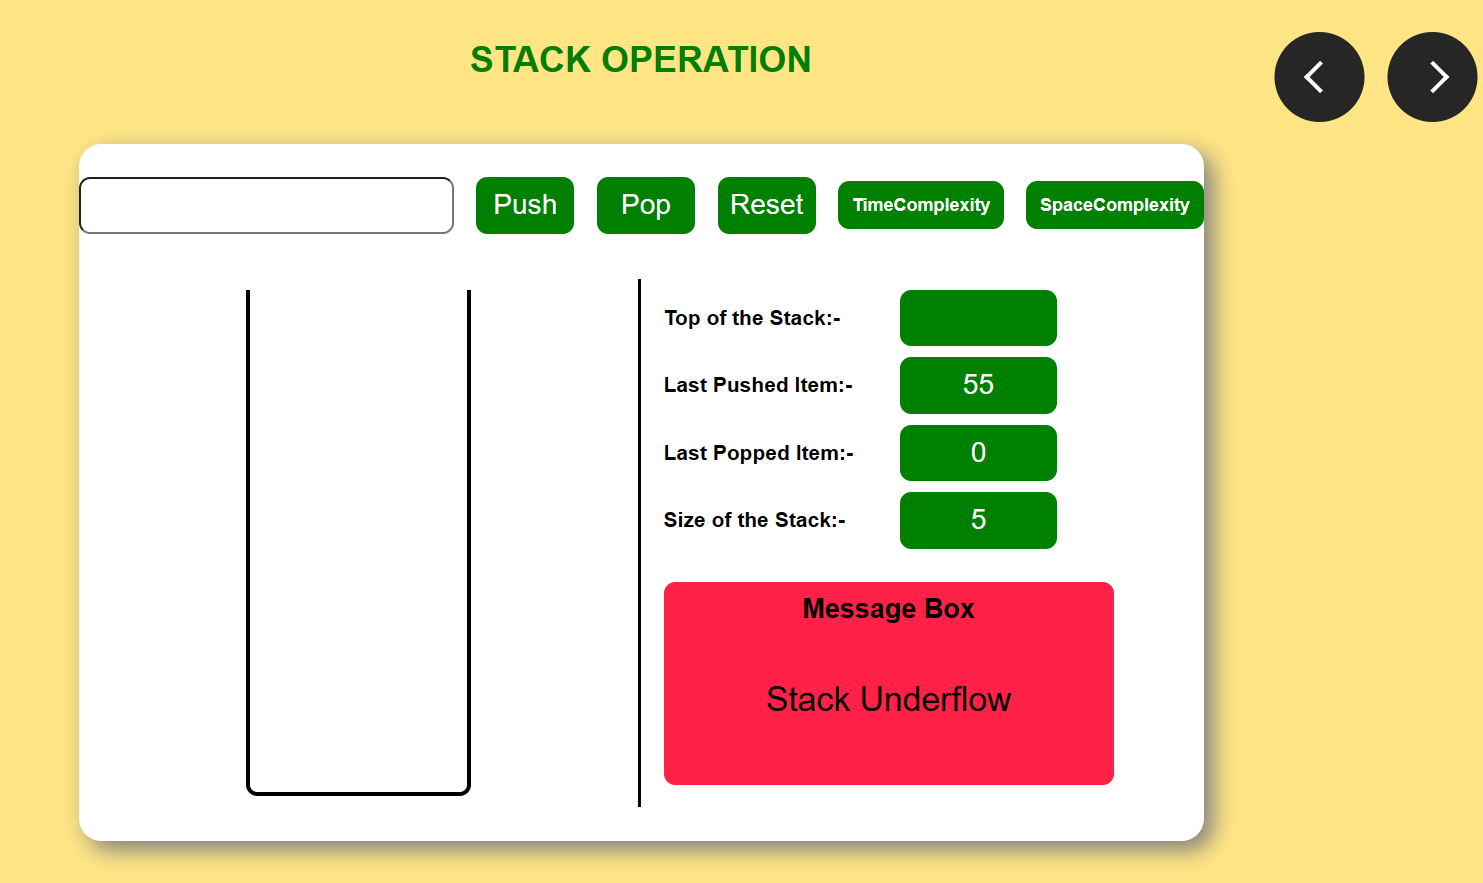 STACK OPERATION
Push Pop Reset TimeComplexity SpaceComplexity
Top of the Stack:-
Last Pushed Item:- 55
Last Popped Item:- 0
Size of the Stack:- 5
Message Box
Stack Underflow